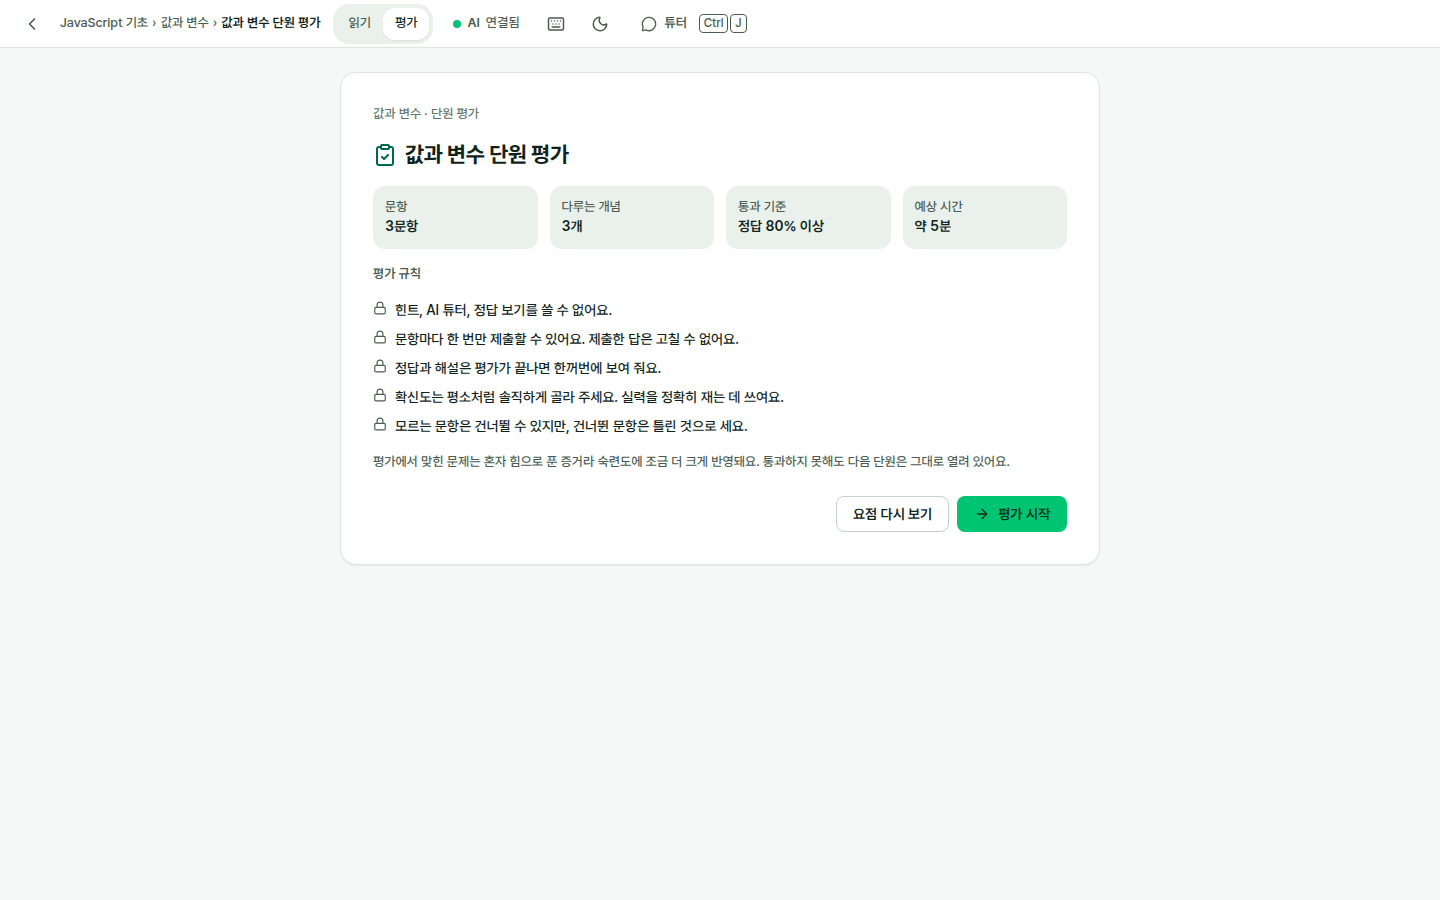 JavaScript 기초 › 값과 변수 › 값과 변수 단원 평가 읽기 평가 AI 연결됨 튜터 Ctrl J
값과 변수 · 단원 평가
값과 변수 단원 평가
문항 다루는 개념 통과 기준 예상 시간
3문항 3개 정답 80% 이상 약 5분
평가 규칙
힌트, AI 튜터, 정답 보기를 쓸 수 없어요.
문항마다 한 번만 제출할 수 있어요. 제출한 답은 고칠 수 없어요.
정답과 해설은 평가가 끝나면 한꺼번에 보여 줘요.
확신도는 평소처럼 솔직하게 골라 주세요. 실력을 정확히 재는 데 쓰여요.
모르는 문항은 건너뛸 수 있지만, 건너뛴 문항은 틀린 것으로 세요.
평가에서 맞힌 문제는 혼자 힘으로 푼 증거라 숙련도에 조금 더 크게 반영돼요. 통과하지 못해도 다음 단원은 그대로 열려 있어요.
요점 다시 보기 평가 시작